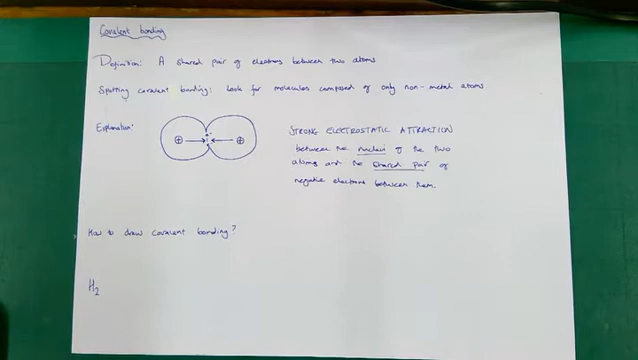 Covalent bonding
Definition: A shared pair of electrons between two atoms
Spotting covalent bonding: Look for molecules composed of only non-metal atoms
Explanation:
+ +
STRONG ELECTROSTATIC ATTRACTION
between the nuclei of the two
atoms and the shared pair of
negative electrons between them.
How to draw covalent bonding?
H2